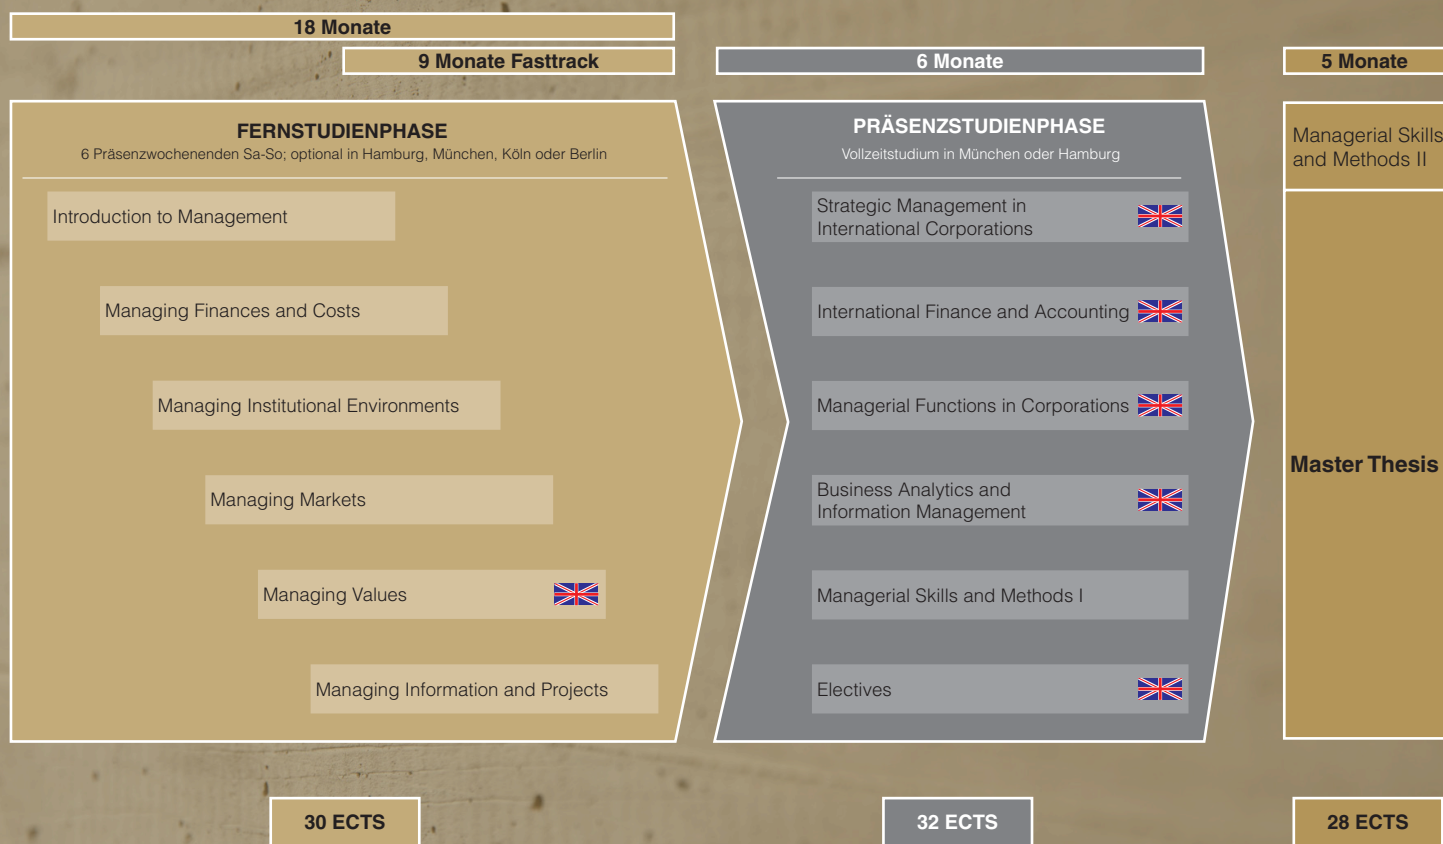 18 Monate
9 Monate Fasttrack
6 Monate
5 Monate
FERNSTUDIENPHASE
6 Präsenzwochenenden Sa-So; optional in Hamburg, München, Köln oder Berlin
Introduction to Management
Managing Finances and Costs
Managing Institutional Environments
Managing Markets
Managing Values
Managing Information and Projects
PRÄSENZSTUDIENPHASE
Vollzeitstudium in München oder Hamburg
Strategic Management in
International Corporations
International Finance and Accounting
Managerial Functions in Corporations
Business Analytics and
Information Management
Managerial Skills and Methods I
Electives
Managerial Skills
and Methods II
Master Thesis
30 ECTS
32 ECTS
28 ECTS